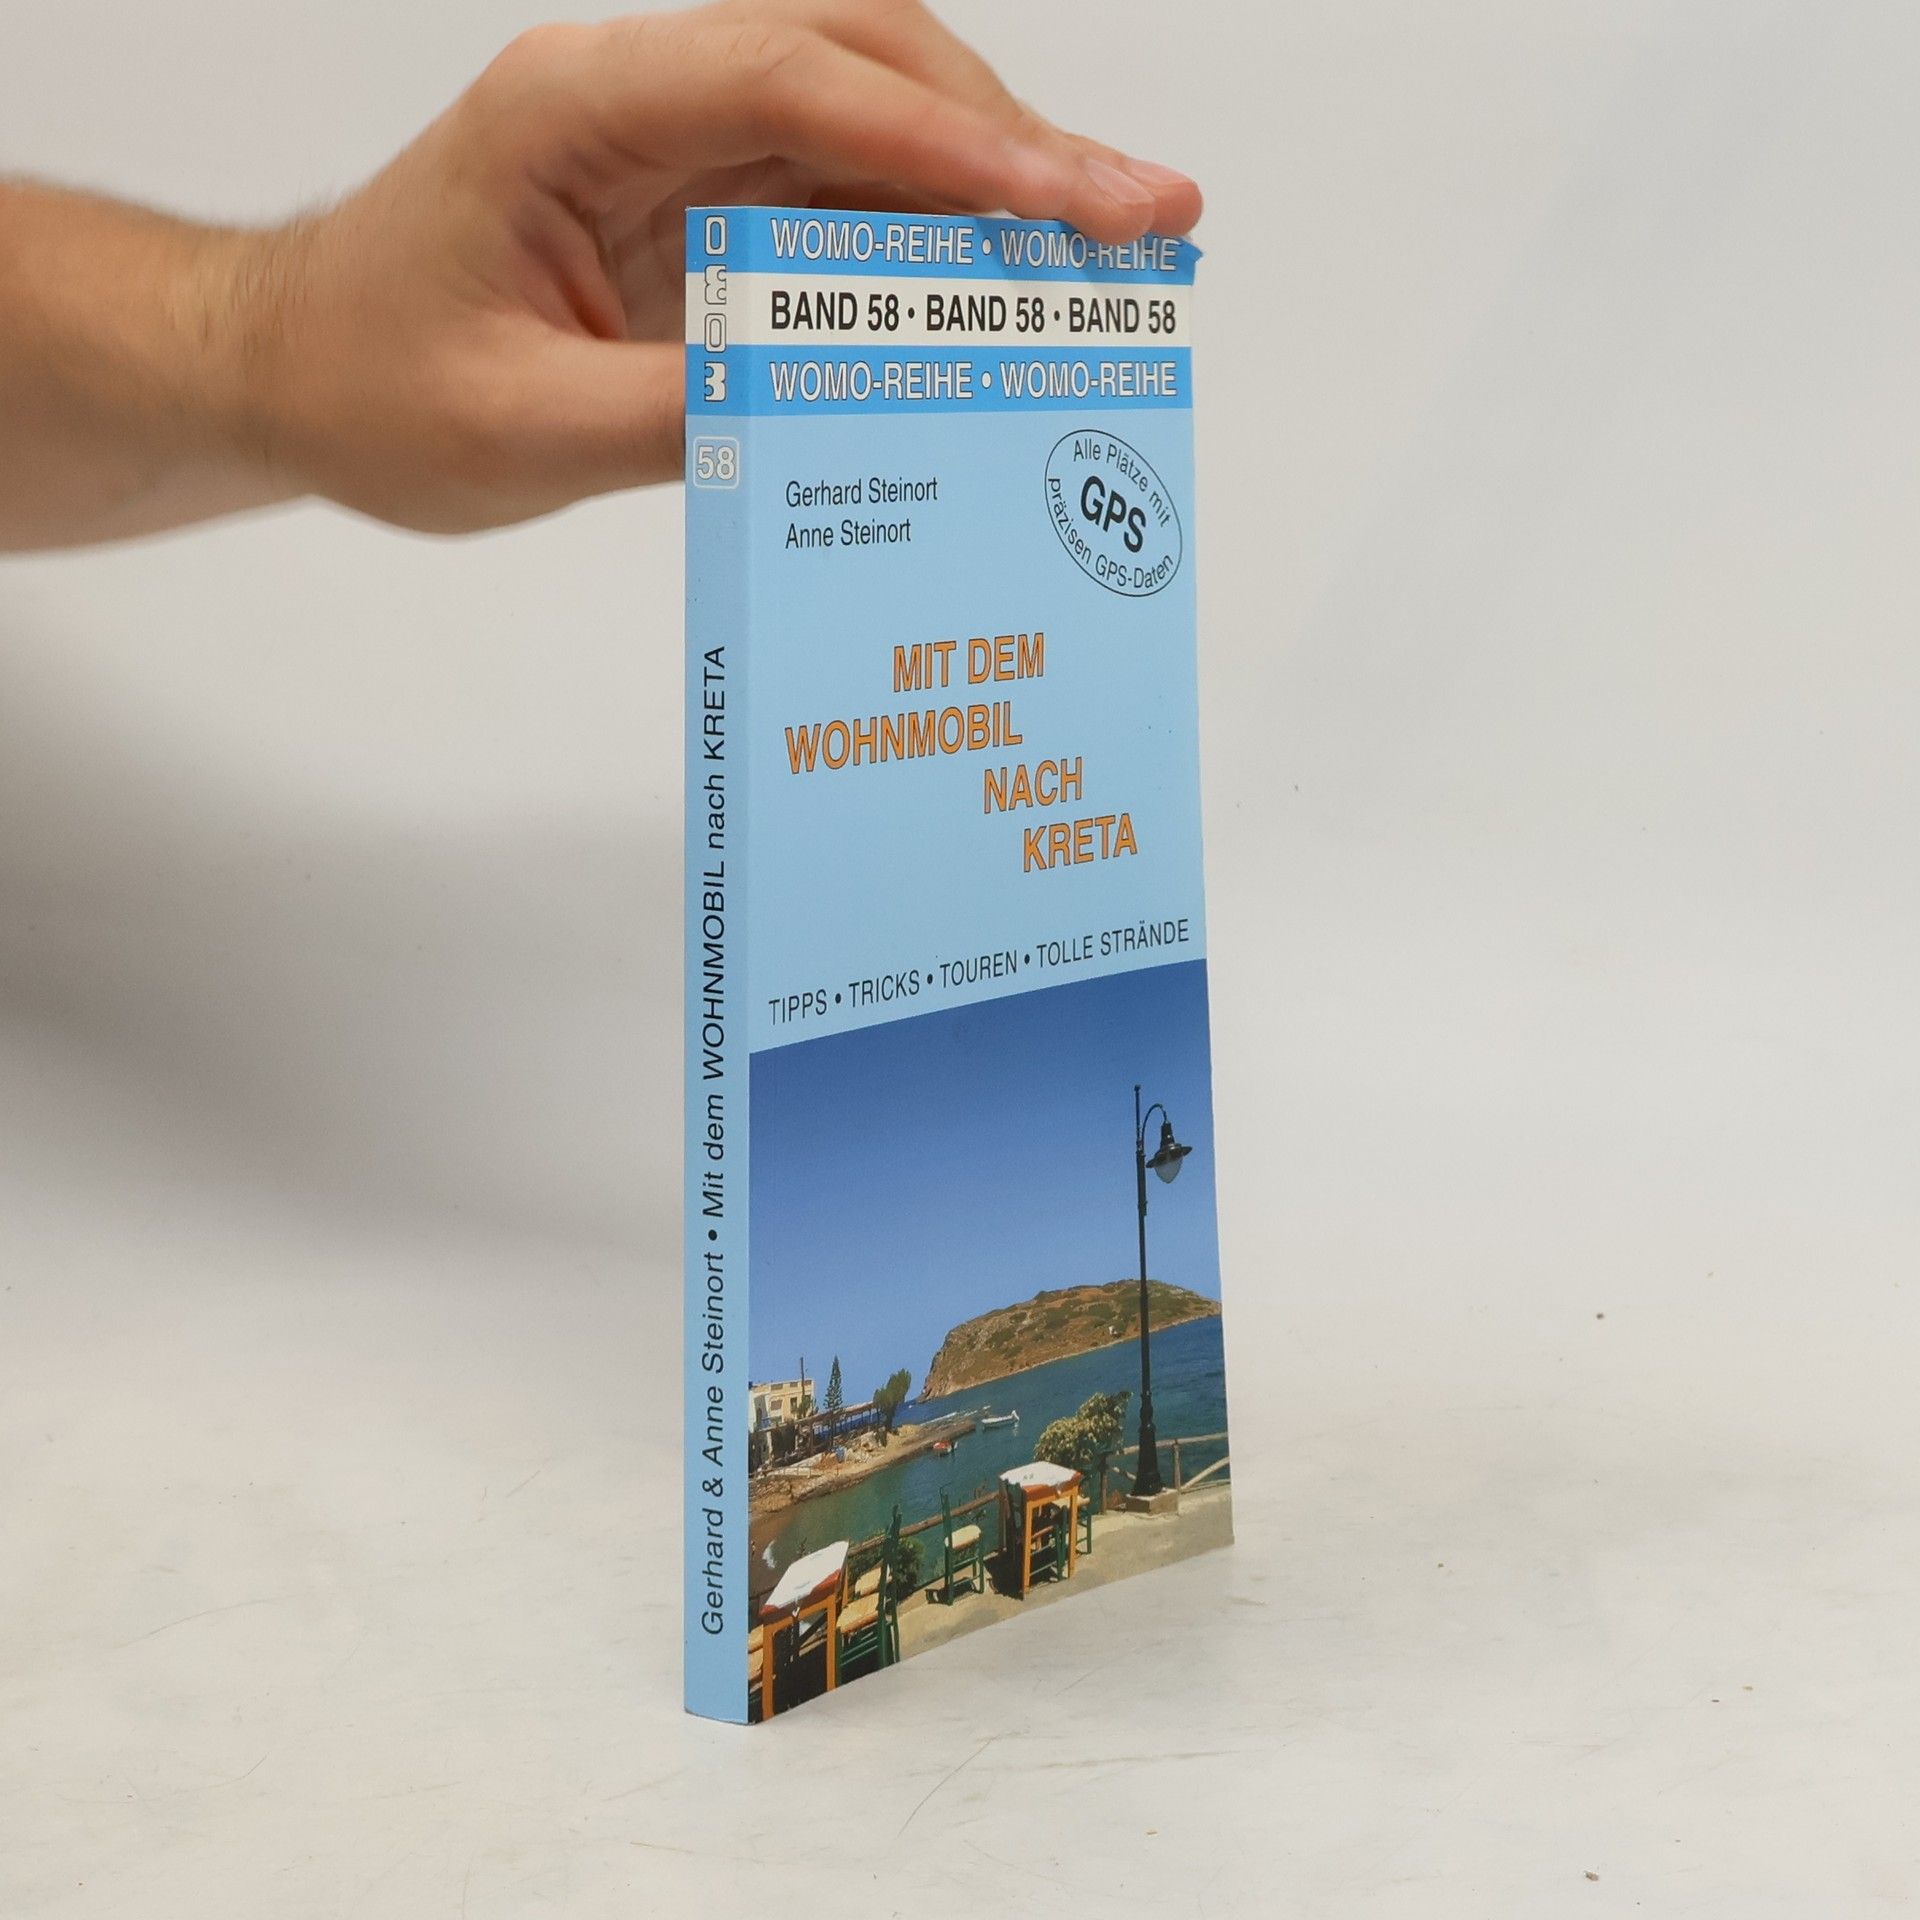 WOMO
58
Gerhard & Anne Steinort • Mit dem WOHNMOBIL nach KRETA
WOMO-REIHE • WOMO-REIHE
BAND 58 • BAND 58 • BAND 58
WOMO-REIHE • WOMO-REIHE
Gerhard Steinort
Anne Steinort
Alle Plätze mit
GPS
präzisen GPS-Daten
MIT DEM
WOHNMOBIL
NACH
KRETA
TIPPS • TRICKS • TOUREN • TOLLE STRÄNDE